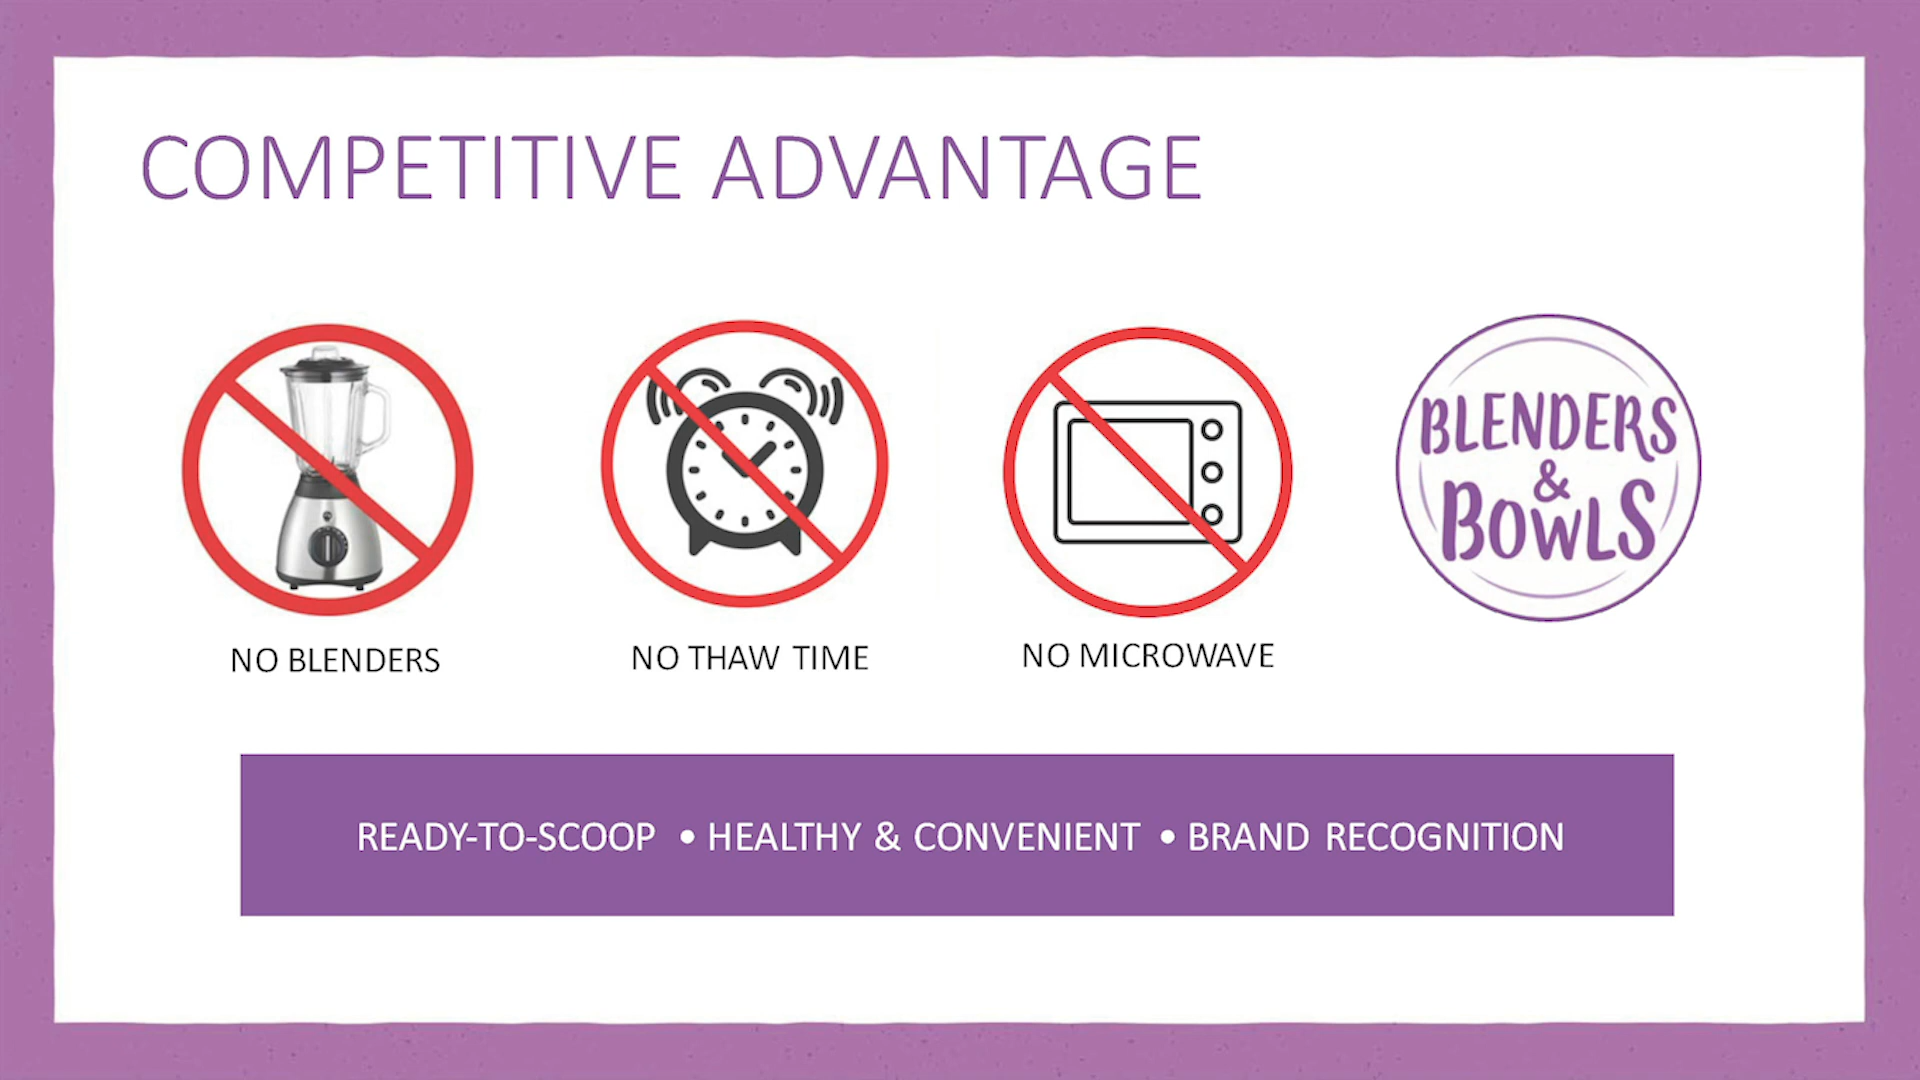 COMPETITIVE ADVANTAGE
BLENDERS
&
BOWLS
NO BLENDERS
NO THAW TIME
NO MICROWAVE
READY-TO-SCOOP • HEALTHY & CONVENIENT • BRAND RECOGNITION